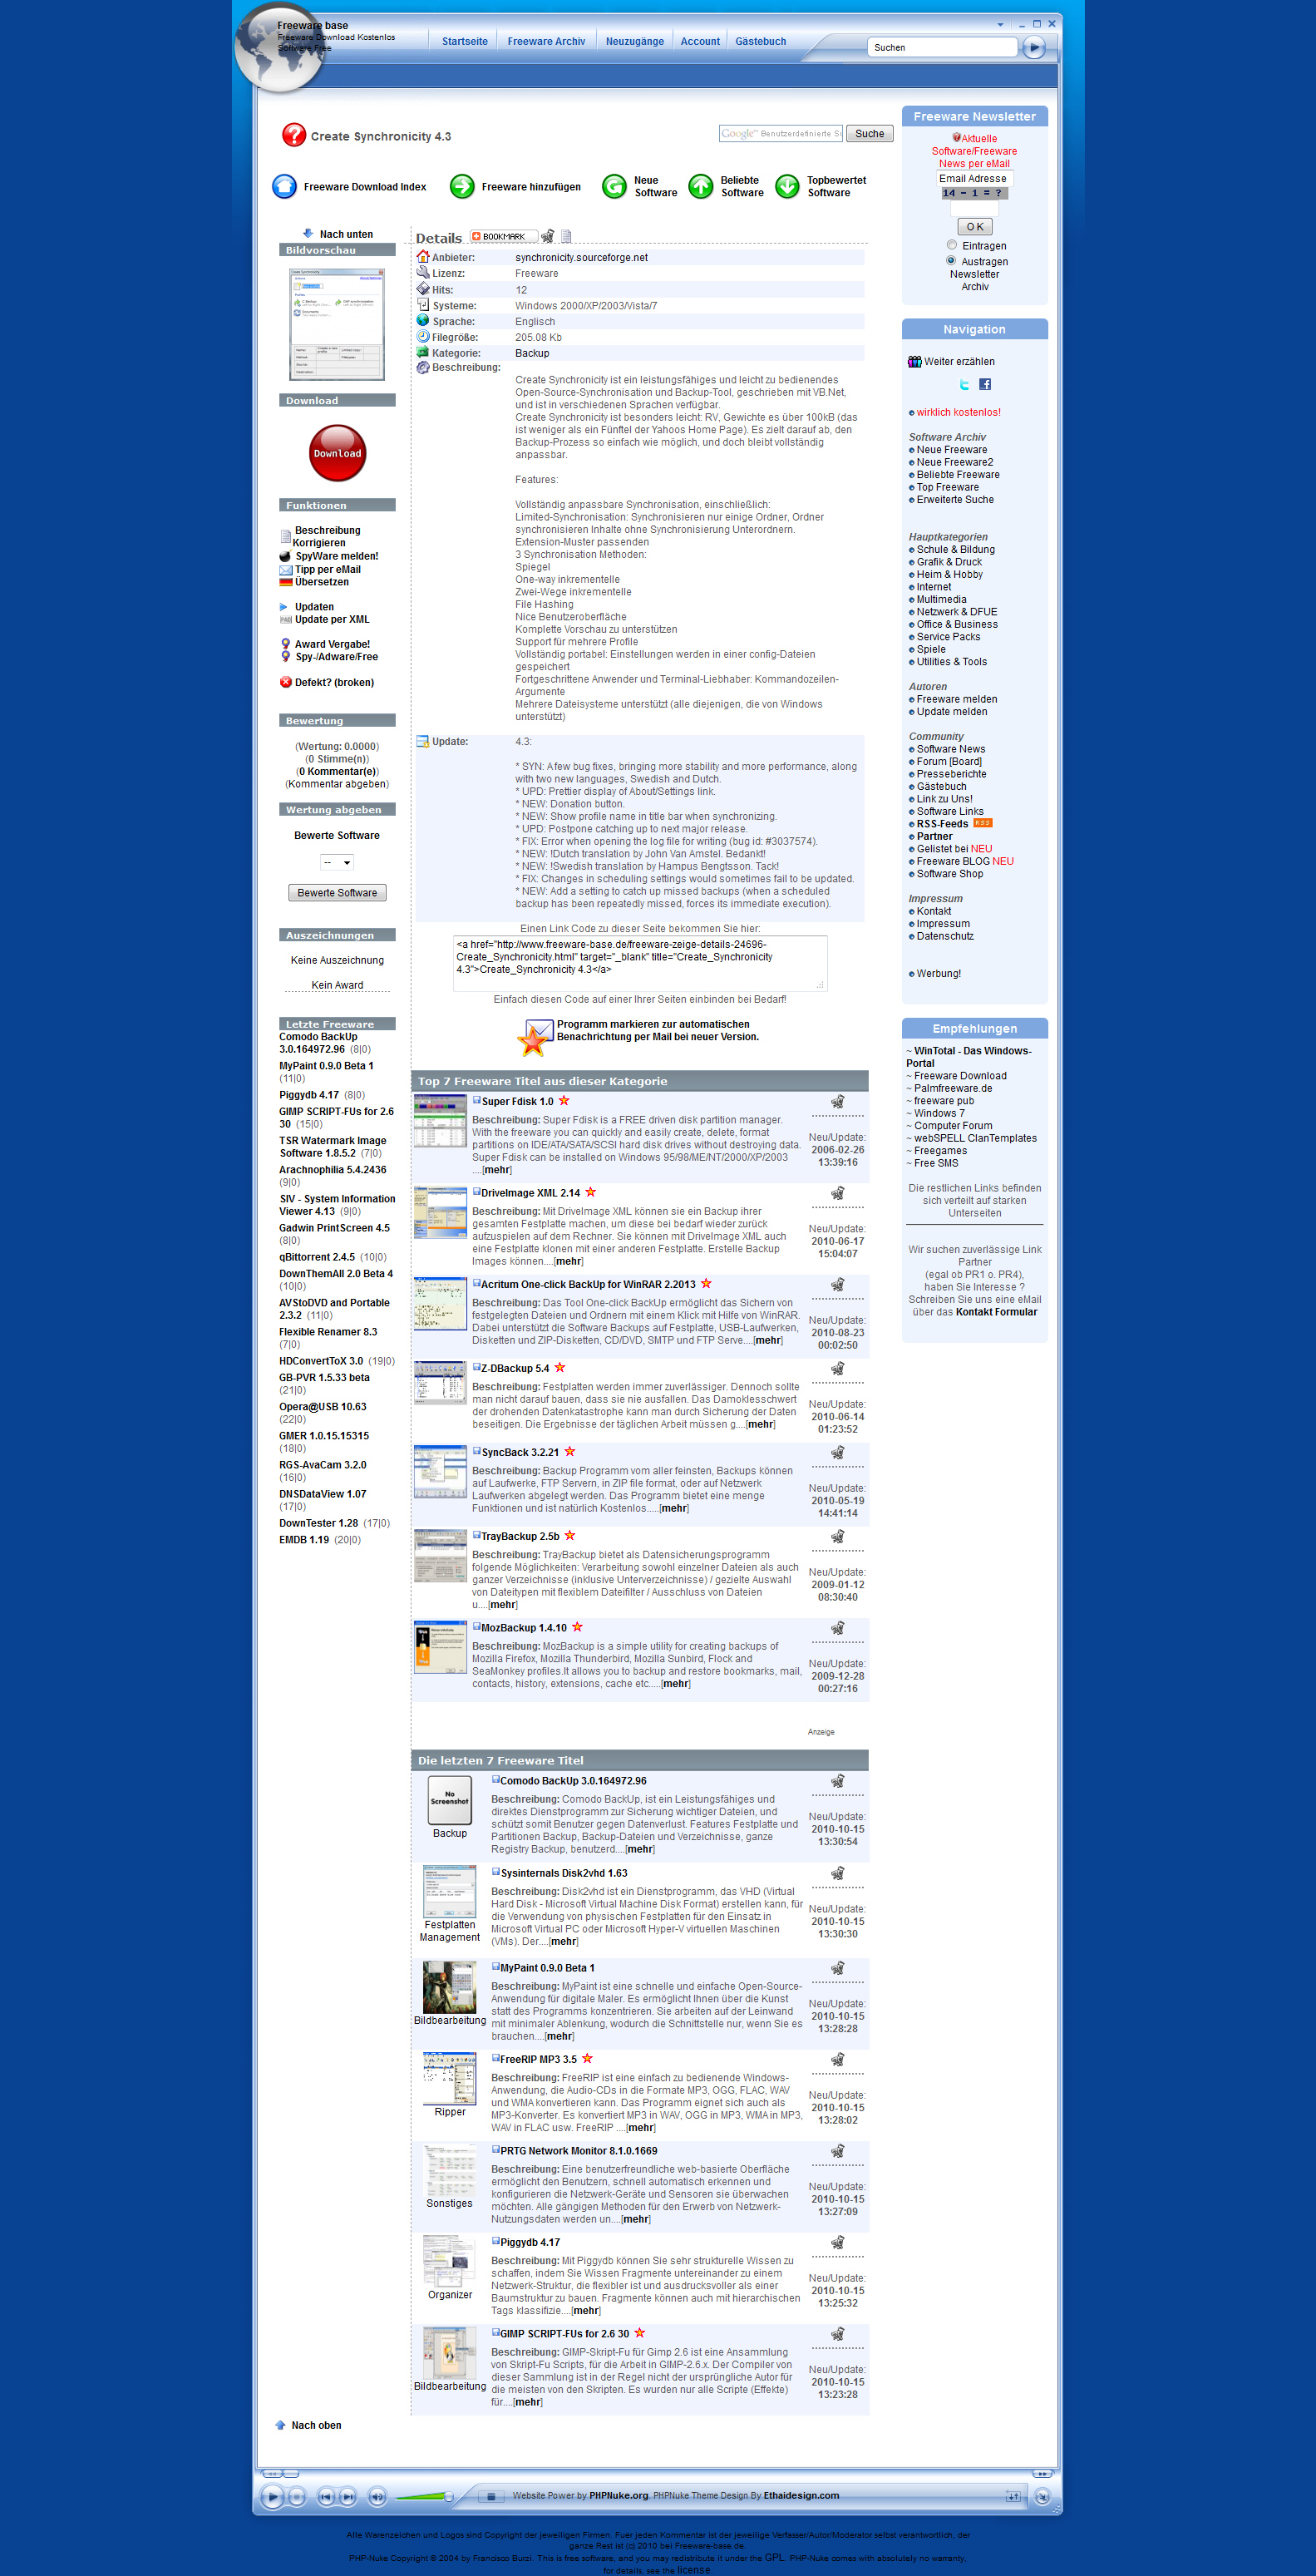 Freeware base
Freeware Download Kostenlos
Software Free
Startseite
Freeware Archiv
Neuzugänge
Account
Gästebuch
Suchen
Create Synchronicity 4.3
Google™ Benutzerdefinierte Su
Suche
Freeware Download Index
Freeware hinzufügen
Neue
Software
Beliebte
Software
Topbewertet
Software
Nach unten
Bildvorschau
Download
Download
Funktionen
Beschreibung
Korrigieren
SpyWare melden!
Tipp per eMail
Übersetzen
Updaten
Update per XML
Award Vergabe!
Spy-/Adware/Free
Defekt? (broken)
Bewertung
(Wertung: 0.0000)
(0 Stimme(n))
(0 Kommentar(e))
(Kommentar abgeben)
Wertung abgeben
Bewerte Software
--
Bewerte Software
Auszeichnungen
Keine Auszeichnung
Kein Award
Letzte Freeware
Comodo BackUp
3.0.164972.96 (8|0)
MyPaint 0.9.0 Beta 1
(11|0)
Piggydb 4.17 (8|0)
GIMP SCRIPT-FUs for 2.6
30 (15|0)
TSR Watermark Image
Software 1.8.5.2 (7|0)
Arachnophilia 5.4.2436
(9|0)
SIV - System Information
Viewer 4.13 (9|0)
Gadwin PrintScreen 4.5
(8|0)
qBittorrent 2.4.5 (10|0)
DownThemAll 2.0 Beta 4
(10|0)
AVStoDVD and Portable
2.3.2 (11|0)
Flexible Renamer 8.3
(7|0)
HDConvertToX 3.0 (19|0)
GB-PVR 1.5.33 beta
(21|0)
Opera@USB 10.63
(22|0)
GMER 1.0.15.15315
(18|0)
RGS-AvaCam 3.2.0
(16|0)
DNSDataView 1.07
(17|0)
DownTester 1.28 (17|0)
EMDB 1.19 (20|0)
Details
BOOKMARK
Anbieter: synchronicity.sourceforge.net
Lizenz: Freeware
Hits: 12
Systeme: Windows 2000/XP/2003/Vista/7
Sprache: Englisch
Filegröße: 205.08 Kb
Kategorie: Backup
Beschreibung:
Create Synchronicity ist ein leistungsfähiges und leicht zu bedienendes
Open-Source-Synchronisation und Backup-Tool, geschrieben mit VB.Net,
und ist in verschiedenen Sprachen verfügbar.
Create Synchronicity ist besonders leicht: RV, Gewichte es über 100kB (das
ist weniger als ein Fünftel der Yahoos Home Page). Es zielt darauf ab, den
Backup-Prozess so einfach wie möglich, und doch bleibt vollständig
anpassbar.
Features:
Vollständig anpassbare Synchronisation, einschließlich:
Limited-Synchronisation: Synchronisieren nur einige Ordner, Ordner
synchronisieren Inhalte ohne Synchronisierung Unterordnern.
Extension-Muster passenden
3 Synchronisation Methoden:
Spiegel
One-way inkrementelle
Zwei-Wege inkrementelle
File Hashing
Nice Benutzeroberfläche
Komplette Vorschau zu unterstützen
Support für mehrere Profile
Vollständig portabel: Einstellungen werden in einer config-Dateien
gespeichert
Fortgeschrittene Anwender und Terminal-Liebhaber: Kommandozeilen-
Argumente
Mehrere Dateisysteme unterstützt (alle diejenigen, die von Windows
unterstützt)
Update: 4.3:
* SYN: A few bug fixes, bringing more stability and more performance, along
with two new languages, Swedish and Dutch.
* UPD: Prettier display of About/Settings link.
* NEW: Donation button.
* NEW: Show profile name in title bar when synchronizing.
* UPD: Postpone catching up to next major release.
* FIX: Error when opening the log file for writing (bug id: #3037574).
* NEW: !Dutch translation by John Van Amstel. Bedankt!
* NEW: !Swedish translation by Hampus Bengtsson. Tack!
* FIX: Changes in scheduling settings would sometimes fail to be updated.
* NEW: Add a setting to catch up missed backups (when a scheduled
backup has been repeatedly missed, forces its immediate execution).
Einen Link Code zu dieser Seite bekommen Sie hier:
<a href="http://www.freeware-base.de/freeware-zeige-details-24696-
Create_Synchronicity.html" target="_blank" title="Create_Synchronicity
4.3">Create_Synchronicity 4.3</a>
Einfach diesen Code auf einer Ihrer Seiten einbinden bei Bedarf!
Programm markieren zur automatischen
Benachrichtung per Mail bei neuer Version.
Top 7 Freeware Titel aus dieser Kategorie
Super Fdisk 1.0
Beschreibung: Super Fdisk is a FREE driven disk partition manager.
With the freeware you can quickly and easily create, delete, format
partitions on IDE/ATA/SATA/SCSI hard disk drives without destroying data.
Super Fdisk can be installed on Windows 95/98/ME/NT/2000/XP/2003
....[mehr]
Neu/Update:
2006-02-26
13:39:16
DriveImage XML 2.14
Beschreibung: Mit DriveImage XML können sie ein Backup ihrer
gesamten Festplatte machen, um diese bei bedarf wieder zurück
aufzuspielen auf dem Rechner. Sie können mit DriveImage XML auch
eine Festplatte klonen mit einer anderen Festplatte. Erstelle Backup
Images können....[mehr]
Neu/Update:
2010-06-17
15:04:07
Acritum One-click BackUp for WinRAR 2.2013
Beschreibung: Das Tool One-click BackUp ermöglicht das Sichern von
festgelegten Dateien und Ordnern mit einem Klick mit Hilfe von WinRAR.
Dabei unterstützt die Software Backups auf Festplatte, USB-Laufwerken,
Disketten und ZIP-Disketten, CD/DVD, SMTP und FTP Serve....[mehr]
Neu/Update:
2010-08-23
00:02:50
Z-DBackup 5.4
Beschreibung: Festplatten werden immer zuverlässiger. Dennoch sollte
man nicht darauf bauen, dass sie nie ausfallen. Das Damoklesschwert
der drohenden Datenkatastrophe kann man durch Sicherung der Daten
beseitigen. Die Ergebnisse der täglichen Arbeit müssen g....[mehr]
Neu/Update:
2010-06-14
01:23:52
SyncBack 3.2.21
Beschreibung: Backup Programm vom aller feinsten, Backups können
auf Laufwerke, FTP Servern, in ZIP file format, oder auf Netzwerk
Laufwerken abgelegt werden. Das Programm bietet eine menge
Funktionen und ist natürlich Kostenlos.....[mehr]
Neu/Update:
2010-05-19
14:41:14
TrayBackup 2.5b
Beschreibung: TrayBackup bietet als Datensicherungsprogramm
folgende Möglichkeiten: Verarbeitung sowohl einzelner Dateien als auch
ganzer Verzeichnisse (inklusive Unterverzeichnisse) / gezielte Auswahl
von Dateitypen mit flexiblem Dateifilter / Ausschluss von Dateien
u....[mehr]
Neu/Update:
2009-01-12
08:30:40
MozBackup 1.4.10
Beschreibung: MozBackup is a simple utility for creating backups of
Mozilla Firefox, Mozilla Thunderbird, Mozilla Sunbird, Flock and
SeaMonkey profiles.It allows you to backup and restore bookmarks, mail,
contacts, history, extensions, cache etc.....[mehr]
Neu/Update:
2009-12-28
00:27:16
Anzeige
Die letzten 7 Freeware Titel
No
Screenshot
Backup
Comodo BackUp 3.0.164972.96
Beschreibung: Comodo BackUp, ist ein Leistungsfähiges und
direktes Dienstprogramm zur Sicherung wichtiger Dateien, und
schützt somit Benutzer gegen Datenverlust. Features Festplatte und
Partitionen Backup, Backup-Dateien und Verzeichnisse, ganze
Registry Backup, benutzerd....[mehr]
Neu/Update:
2010-10-15
13:30:54
Festplatten
Management
Sysinternals Disk2vhd 1.63
Beschreibung: Disk2vhd ist ein Dienstprogramm, das VHD (Virtual
Hard Disk - Microsoft Virtual Machine Disk Format) erstellen kann, für
die Verwendung von physischen Festplatten für den Einsatz in
Microsoft Virtual PC oder Microsoft Hyper-V virtuellen Maschinen
(VMs). Der....[mehr]
Neu/Update:
2010-10-15
13:30:30
Bildbearbeitung
MyPaint 0.9.0 Beta 1
Beschreibung: MyPaint ist eine schnelle und einfache Open-Source-
Anwendung für digitale Maler. Es ermöglicht Ihnen über die Kunst
statt des Programms konzentrieren. Sie arbeiten auf der Leinwand
mit minimaler Ablenkung, wodurch die Schnittstelle nur, wenn Sie es
brauchen....[mehr]
Neu/Update:
2010-10-15
13:28:28
Ripper
FreeRIP MP3 3.5
Beschreibung: FreeRIP ist eine einfach zu bedienende Windows-
Anwendung, die Audio-CDs in die Formate MP3, OGG, FLAC, WAV
und WMA konvertieren kann. Das Programm eignet sich auch als
MP3-Konverter. Es konvertiert MP3 in WAV, OGG in MP3, WMA in MP3,
WAV in FLAC usw. FreeRIP ....[mehr]
Neu/Update:
2010-10-15
13:28:02
Sonstiges
PRTG Network Monitor 8.1.0.1669
Beschreibung: Eine benutzerfreundliche web-basierte Oberfläche
ermöglicht den Benutzern, schnell automatisch erkennen und
konfigurieren die Netzwerk-Geräte und Sensoren sie überwachen
möchten. Alle gängigen Methoden für den Erwerb von Netzwerk-
Nutzungsdaten werden un....[mehr]
Neu/Update:
2010-10-15
13:27:09
Organizer
Piggydb 4.17
Beschreibung: Mit Piggydb können Sie sehr strukturelle Wissen zu
schaffen, indem Sie Wissen Fragmente untereinander zu einem
Netzwerk-Struktur, die flexibler ist und ausdrucksvoller als einer
Baumstruktur zu bauen. Fragmente können auch mit hierarchischen
Tags klassifizie....[mehr]
Neu/Update:
2010-10-15
13:25:32
Bildbearbeitung
GIMP SCRIPT-FUs for 2.6 30
Beschreibung: GIMP-Skript-Fu für Gimp 2.6 ist eine Ansammlung
von Skript-Fu Scripts, für die Arbeit in GIMP-2.6.x. Der Compiler von
dieser Sammlung ist in der Regel nicht der ursprüngliche Autor für
die meisten von den Skripten. Es wurden nur alle Scripte (Effekte)
für....[mehr]
Neu/Update:
2010-10-15
13:23:28
Nach oben
Freeware Newsletter
Aktuelle
Software/Freeware
News per eMail
Email Adresse
14 - 1 = ?
O K
Eintragen
Austragen
Newsletter
Archiv
Navigation
Weiter erzählen
wirklich kostenlos!
Software Archiv
Neue Freeware
Neue Freeware2
Beliebte Freeware
Top Freeware
Erweiterte Suche
Hauptkategorien
Schule & Bildung
Grafik & Druck
Heim & Hobby
Internet
Multimedia
Netzwerk & DFUE
Office & Business
Service Packs
Spiele
Utilities & Tools
Autoren
Freeware melden
Update melden
Community
Software News
Forum [Board]
Presseberichte
Gästebuch
Link zu Uns!
Software Links
RSS-Feeds RSS
Partner
Gelistet bei NEU
Freeware BLOG NEU
Software Shop
Impressum
Kontakt
Impressum
Datenschutz
Werbung!
Empfehlungen
~ WinTotal - Das Windows-
Portal
~ Freeware Download
~ Palmfreeware.de
~ freeware pub
~ Windows 7
~ Computer Forum
~ webSPELL ClanTemplates
~ Freegames
~ Free SMS
Die restlichen Links befinden
sich verteilt auf starken
Unterseiten
Wir suchen zuverlässige Link
Partner
(egal ob PR1 o. PR4),
haben Sie Interesse ?
Schreiben Sie uns eine eMail
über das Kontakt Formular
Website Power by PHPNuke.org. PHPNuke Theme Design By Ethaidesign.com
Alle Warenzeichen und Logos sind Copyright der jeweiligen Firmen. Fuer jeden Kommentar ist der jeweilige Verfasser/Autor/Moderator selbst verantwortlich, der
ganze Rest ist (c) 2010 bei Freeware-base.de.
PHP-Nuke Copyright © 2004 by Francisco Burzi. This is free software, and you may redistribute it under the GPL. PHP-Nuke comes with absolutely no warranty,
for details, see the license.